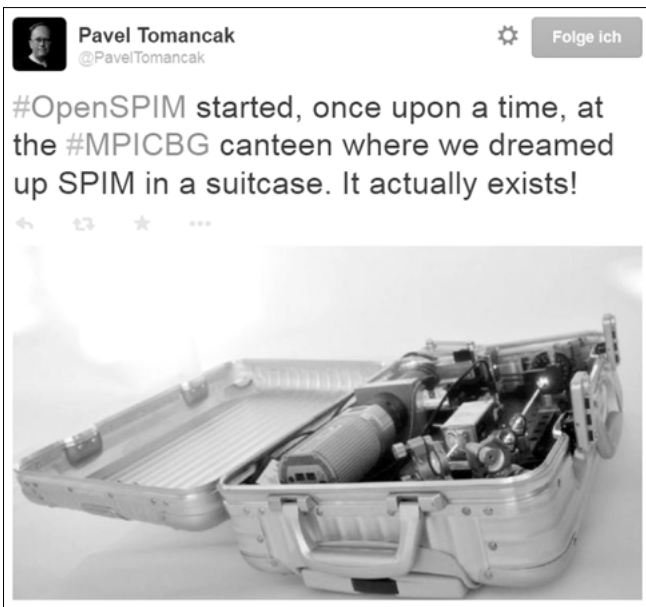 Pavel Tomancak
@PavelTomancak
Folge ich
#OpenSPIM started, once upon a time, at
the #MPICBG canteen where we dreamed
up SPIM in a suitcase. It actually exists!